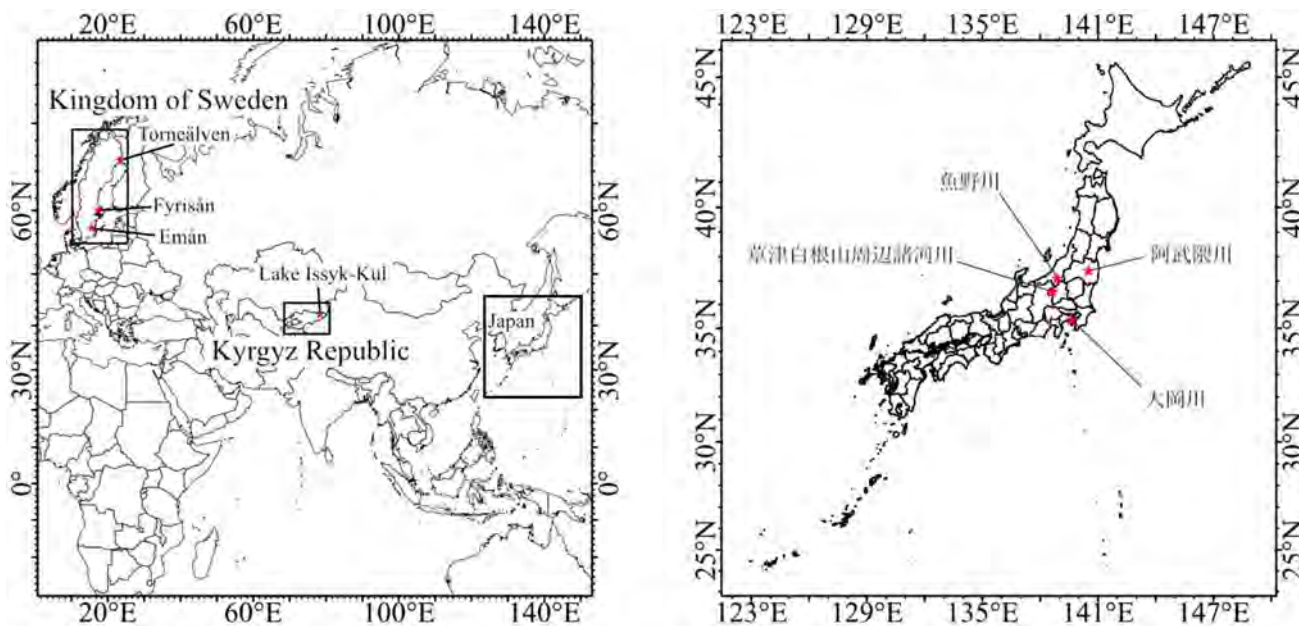 20°E 60°E 100°E 140°E
Kingdom of Sweden
Torneälven
60°N
60°N
Fyrisån
Emån
Lake Issyk-Kul
Japan
Kyrgyz Republic
30°N
30°N
0°
0°
20°E 60°E 100°E 140°E
123°E 129°E 135°E 141°E 147°E
45°N
45°N
魚野川
40°N
40°N
草津白根山周辺諸河川
阿武隈川
35°N
35°N
大岡川
30°N
30°N
25°N
25°N
123°E 129°E 135°E 141°E 147°E